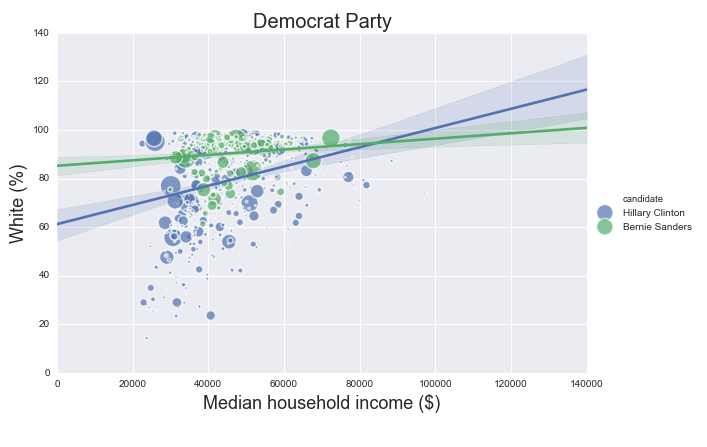 Democrat Party
140
120
100
80
60
40
20
0
White (%)
0 20000 40000 60000 80000 100000 120000 140000
Median household income ($)
candidate
Hillary Clinton
Bernie Sanders